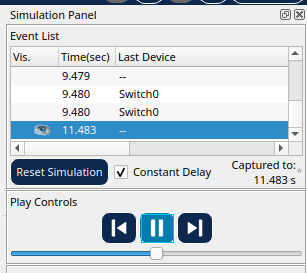 Simulation Panel
Event List
Vis. Time(sec) Last Device
9.479 --
9.480 Switch0
9.480 Switch0
11.483 --
Reset Simulation Constant Delay Captured to: *
11.483 s
Play Controls